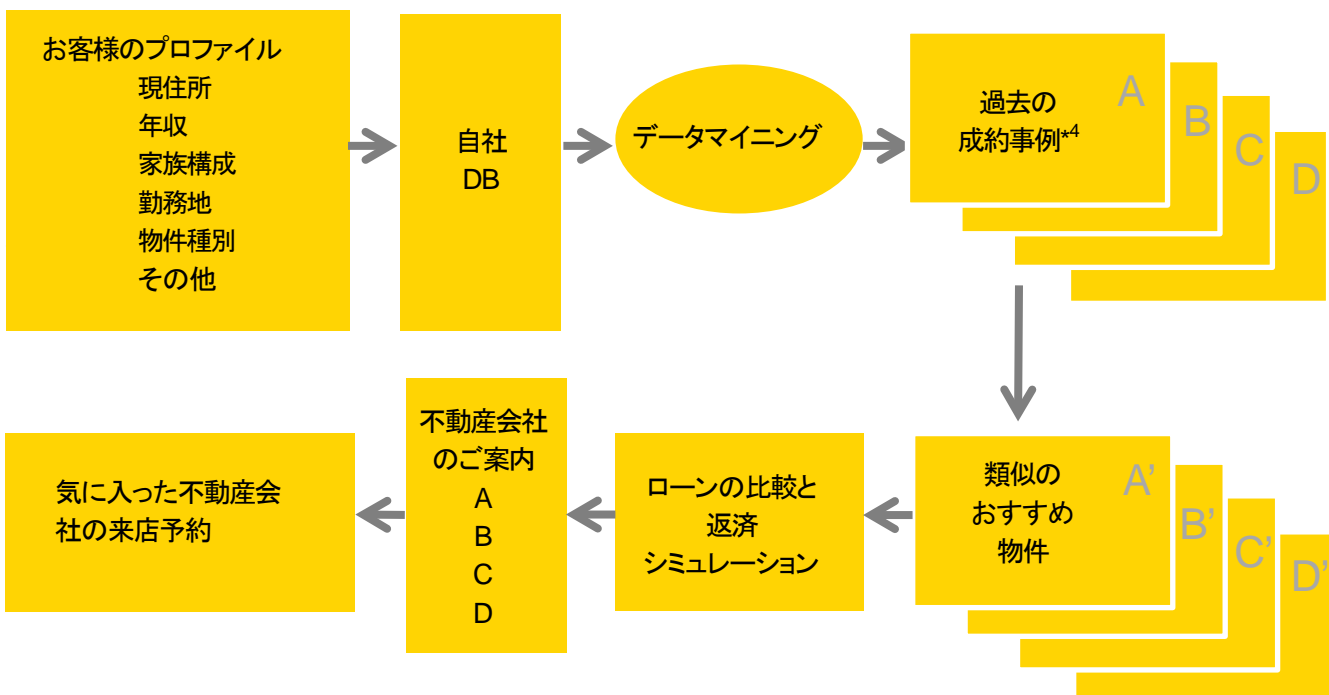 お客様のプロファイル
現住所
年収
家族構成
勤務地
物件種別
その他
自社
DB
データマイニング
過去の
成約事例*4
A
B
C
D
類似の
おすすめ
物件
A’
B’
C’
D’
ローンの比較と
返済
シミュレーション
不動産会社
のご案内
A
B
C
D
気に入った不動産会
社の来店予約